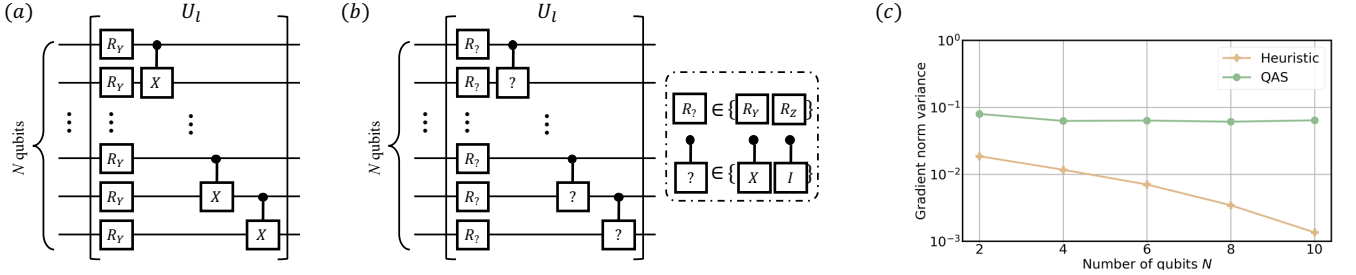 (a)
U_l
N qubits
R_Y
X
R_Y
⋮ ⋮ ⋮
R_Y
R_Y
X
R_Y
X
(b)
U_l
N qubits
R_?
?
R_?
⋮ ⋮ ⋮
R_?
R_?
?
R_?
?
R_? ∈ { R_Y R_Z }
? ∈ { X I }
(c)
Gradient norm variance
10^0
10^−1
10^−2
10^−3
Heuristic
QAS
2 4 6 8 10
Number of qubits N